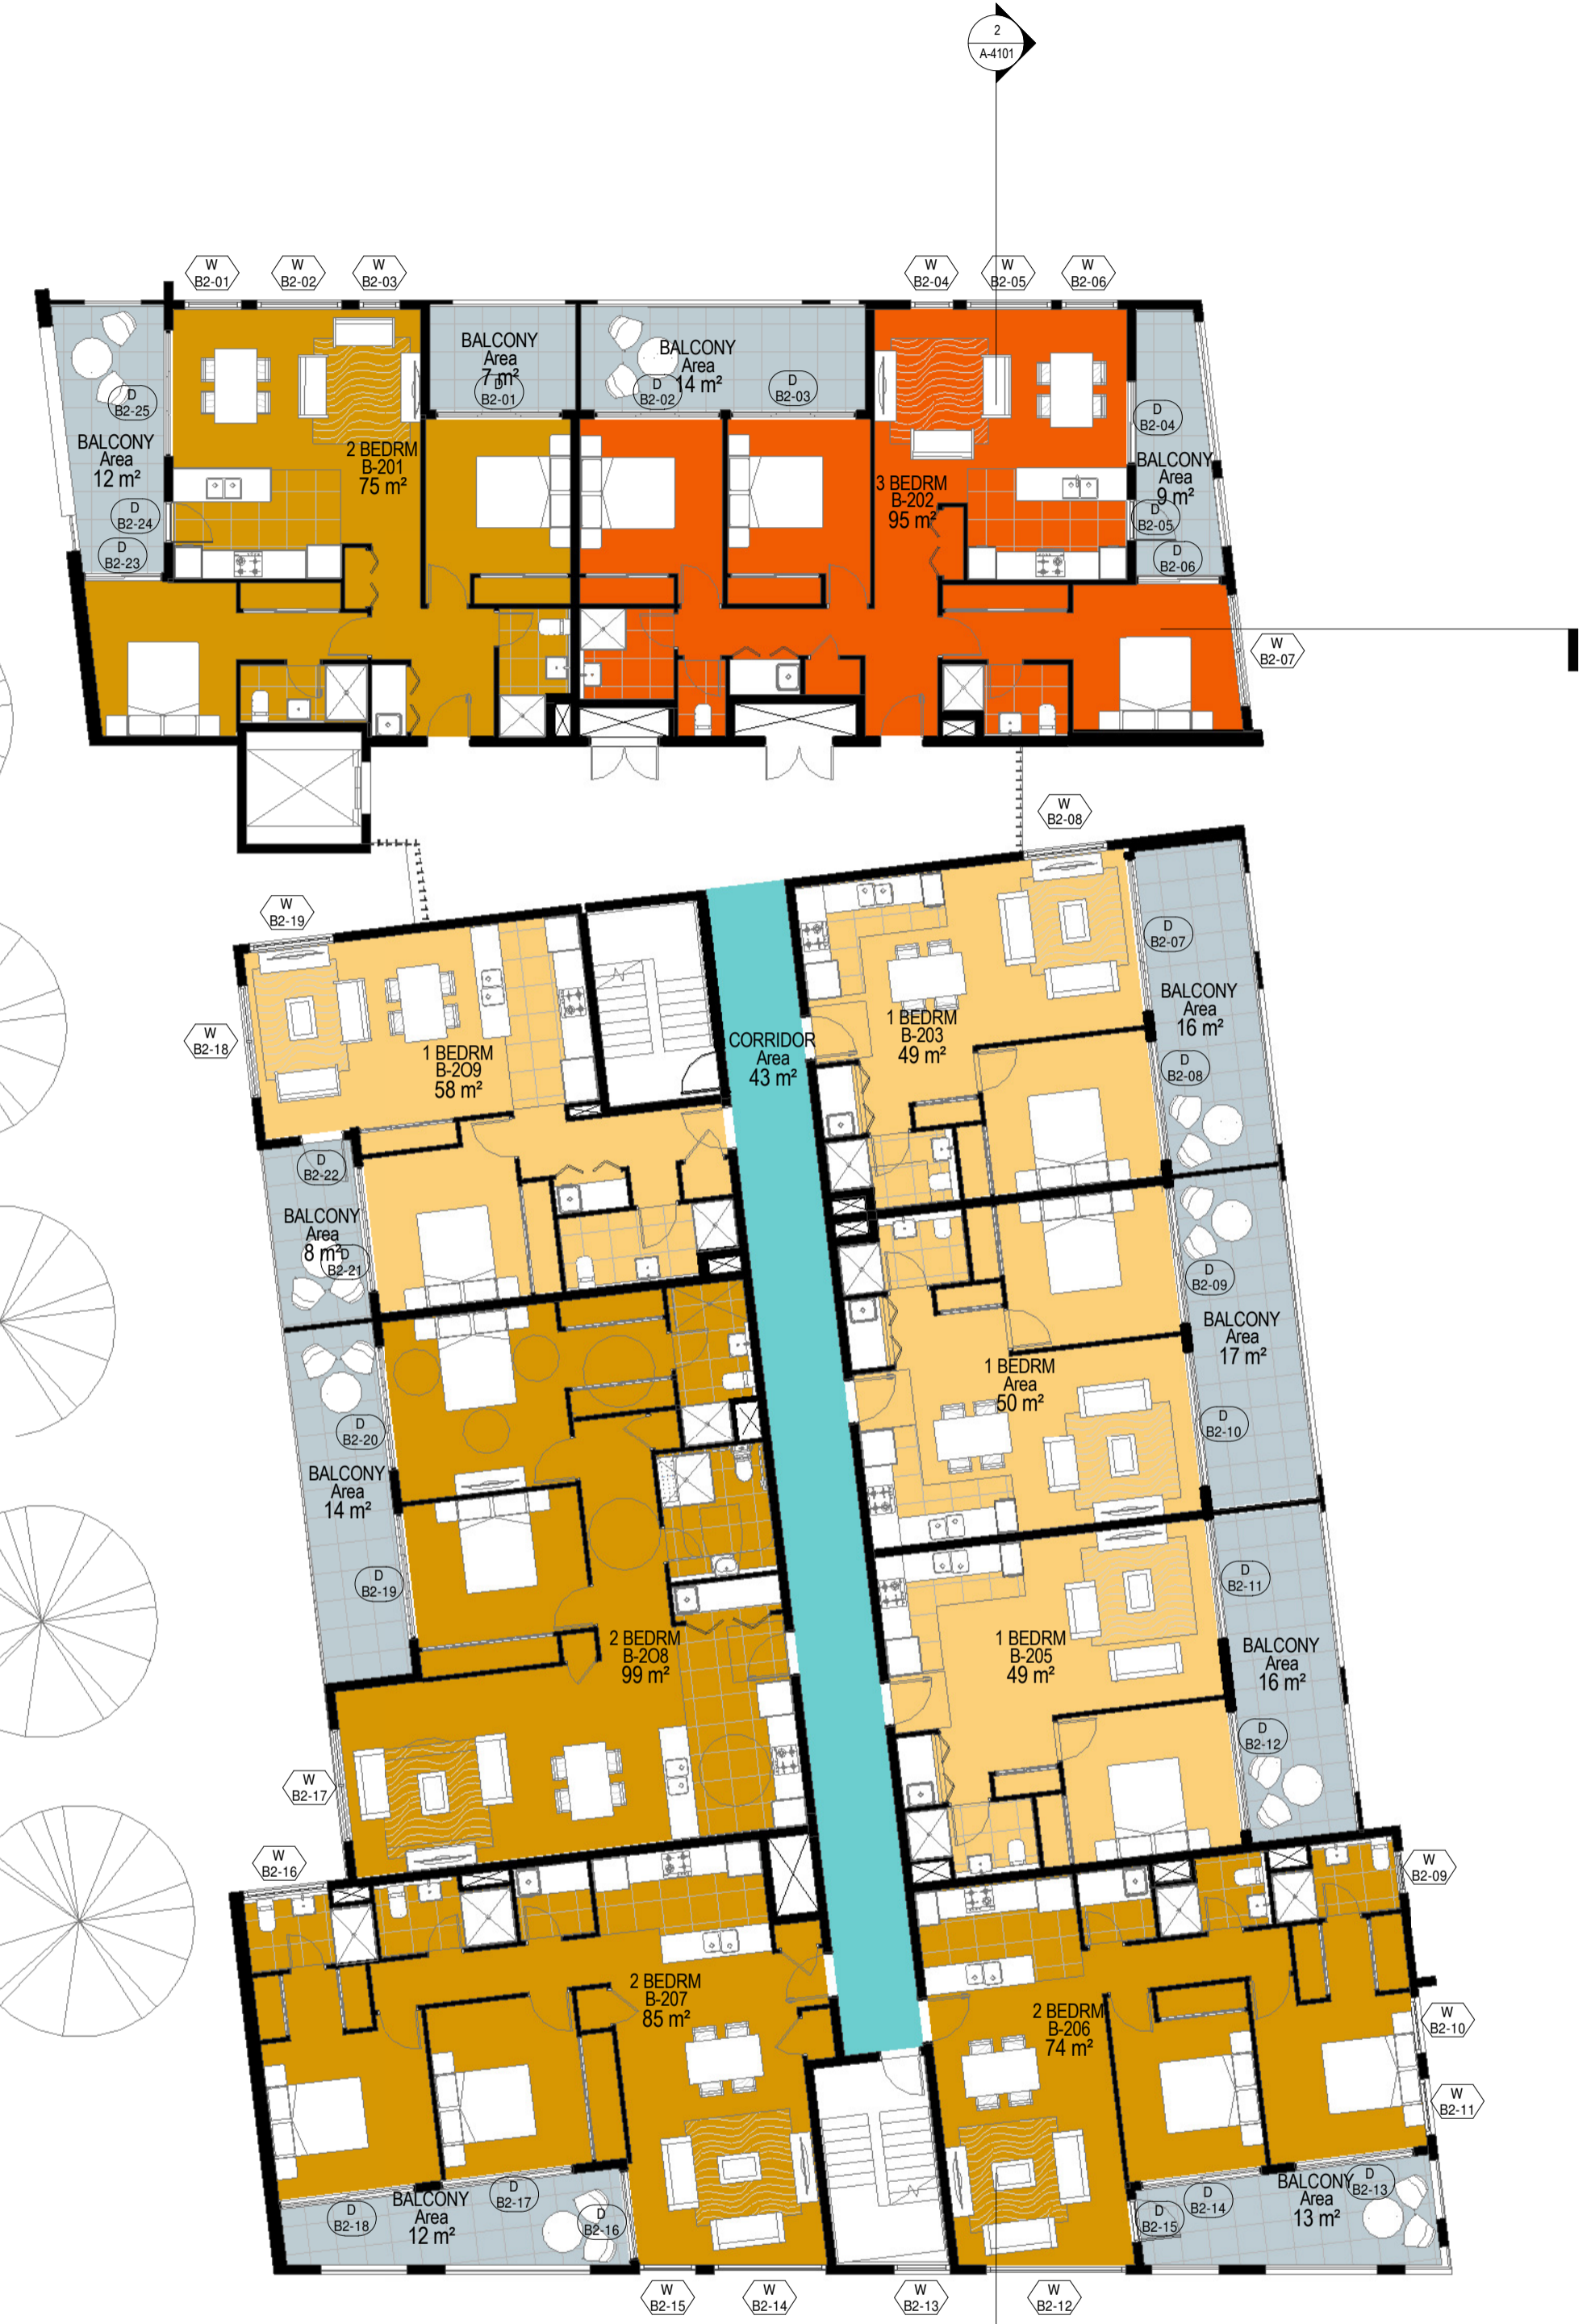 2
A-4101
W
B2-01
W
B2-02
W
B2-03
W
B2-04
W
B2-05
W
B2-06
BALCONY
Area
7 m²
D
B2-01
BALCONY
Area
14 m²
D
B2-02
D
B2-03
D
B2-25
BALCONY
Area
12 m²
D
B2-24
D
B2-23
2 BEDRM
B-201
75 m²
3 BEDRM
B-202
95 m²
D
B2-04
BALCONY
Area
9 m²
D
B2-05
D
B2-06
W
B2-07
W
B2-08
W
B2-19
W
B2-18
1 BEDRM
B-2O9
58 m²
CORRIDOR
Area
43 m²
1 BEDRM
B-203
49 m²
D
B2-07
BALCONY
Area
16 m²
D
B2-08
D
B2-22
BALCONY
Area
8 m²
D
B2-21
D
B2-09
BALCONY
Area
17 m²
1 BEDRM
Area
50 m²
D
B2-10
D
B2-20
BALCONY
Area
14 m²
D
B2-19
2 BEDRM
B-2O8
99 m²
D
B2-11
1 BEDRM
B-205
49 m²
BALCONY
Area
16 m²
D
B2-12
W
B2-17
W
B2-16
W
B2-09
2 BEDRM
B-207
85 m²
2 BEDRM
B-206
74 m²
W
B2-10
W
B2-11
D
B2-18
BALCONY
Area
12 m²
D
B2-17
D
B2-16
D
B2-15
D
B2-14
BALCONY
Area
13 m²
D
B2-13
W
B2-15
W
B2-14
W
B2-13
W
B2-12